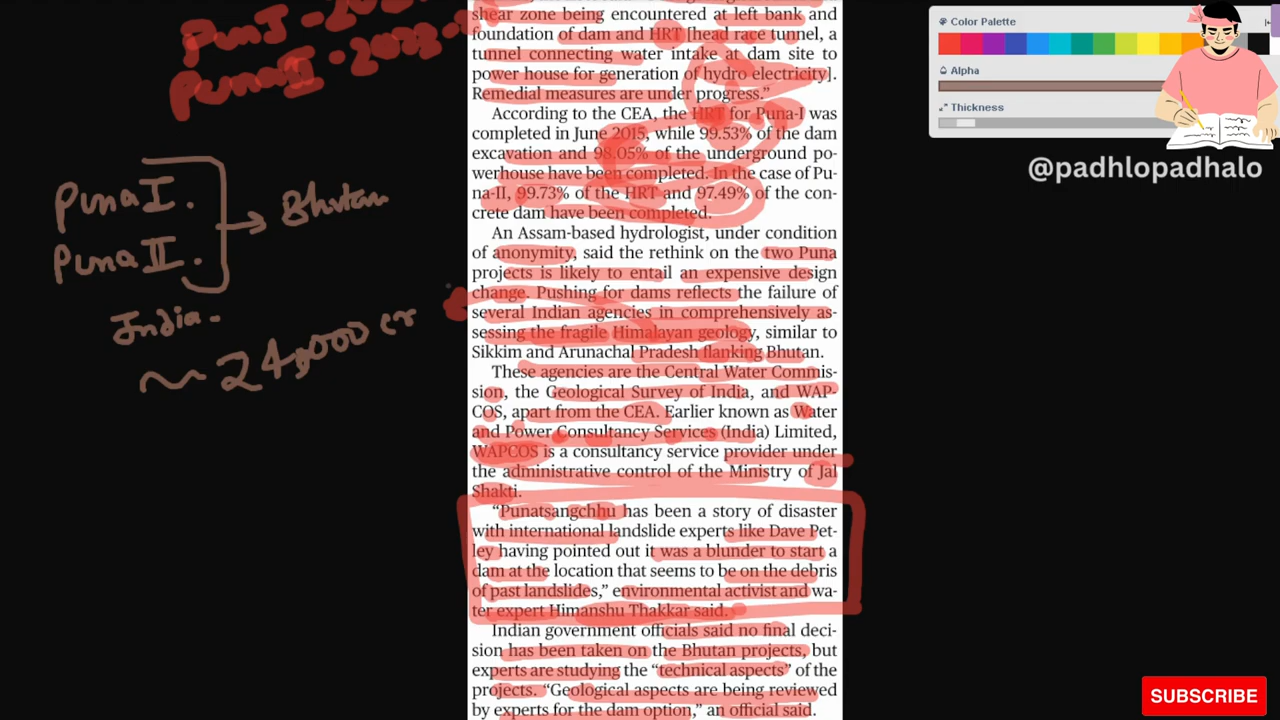 Puna I - 20
Puna II - 2022-
Puna I.
Puna II.
Bhutan
India.
~ 24,000 cr
shear zone being encountered at left bank and
foundation of dam and HRT [head race tunnel, a
tunnel connecting water intake at dam site to
power house for generation of hydro electricity].
Remedial measures are under progress.”
According to the CEA, the HRT for Puna-I was
completed in June 2015, while 99.53% of the dam
excavation and 98.05% of the underground po-
werhouse have been completed. In the case of Pu-
na-II, 99.73% of the HRT and 97.49% of the con-
crete dam have been completed.
An Assam-based hydrologist, under condition
of anonymity, said the rethink on the two Puna
projects is likely to entail an expensive design
change. Pushing for dams reflects the failure of
several Indian agencies in comprehensively as-
sessing the fragile Himalayan geology, similar to
Sikkim and Arunachal Pradesh flanking Bhutan.
These agencies are the Central Water Commis-
sion, the Geological Survey of India, and WAP-
COS, apart from the CEA. Earlier known as Water
and Power Consultancy Services (India) Limited,
WAPCOS is a consultancy service provider under
the administrative control of the Ministry of Jal
Shakti.
“Punatsangchhu has been a story of disaster
with international landslide experts like Dave Pet-
ley having pointed out it was a blunder to start a
dam at the location that seems to be on the debris
of past landslides,” environmental activist and wa-
ter expert Himanshu Thakkar said.
Indian government officials said no final deci-
sion has been taken on the Bhutan projects, but
experts are studying the “technical aspects” of the
projects. “Geological aspects are being reviewed
by experts for the dam option,” an official said.
Color Palette
Alpha
Thickness
@padhlopadhalo
SUBSCRIBE